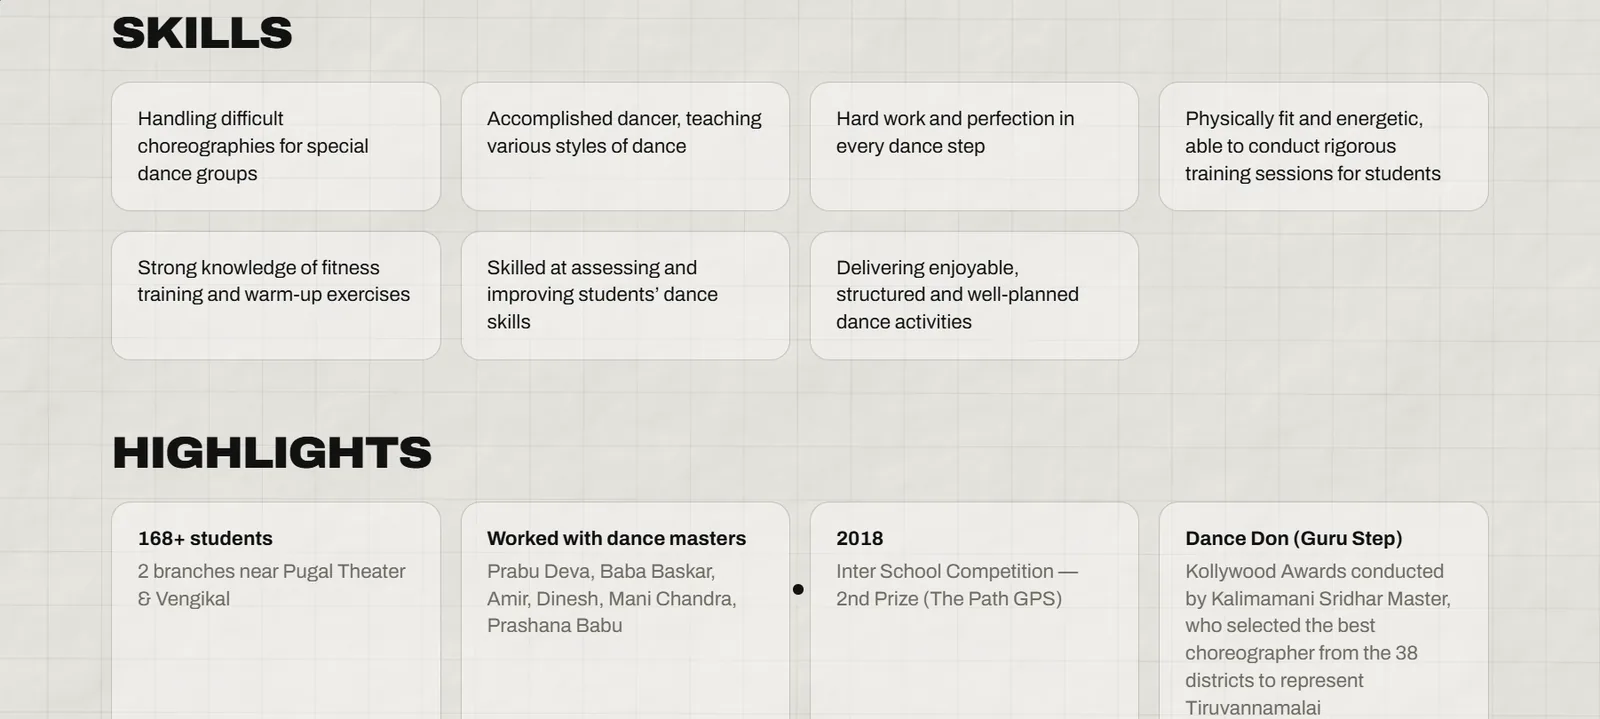 SKILLS
Handling difficult
choreographies for special
dance groups
Accomplished dancer, teaching
various styles of dance
Hard work and perfection in
every dance step
Physically fit and energetic,
able to conduct rigorous
training sessions for students
Strong knowledge of fitness
training and warm-up exercises
Skilled at assessing and
improving students’ dance
skills
Delivering enjoyable,
structured and well-planned
dance activities
HIGHLIGHTS
168+ students
2 branches near Pugal Theater
& Vengikal
Worked with dance masters
Prabu Deva, Baba Baskar,
Amir, Dinesh, Mani Chandra,
Prashana Babu
2018
Inter School Competition —
2nd Prize (The Path GPS)
Dance Don (Guru Step)
Kollywood Awards conducted
by Kalimamani Sridhar Master,
who selected the best
choreographer from the 38
districts to represent
Tiruvannamalai